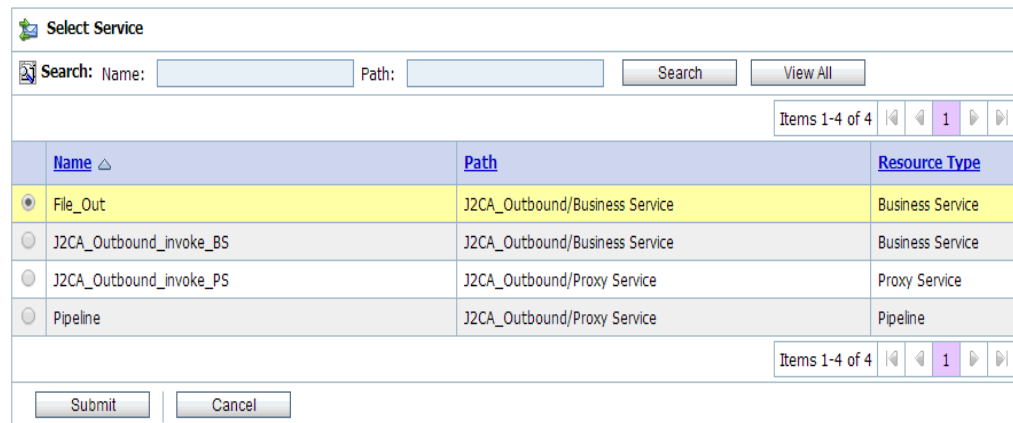 Select Service
Search: Name: Path: Search View All
Items 1-4 of 4 1
Name Path Resource Type
File_Out J2CA_Outbound/Business Service Business Service
J2CA_Outbound_invoke_BS J2CA_Outbound/Business Service Business Service
J2CA_Outbound_invoke_PS J2CA_Outbound/Proxy Service Proxy Service
Pipeline J2CA_Outbound/Proxy Service Pipeline
Items 1-4 of 4 1
Submit Cancel